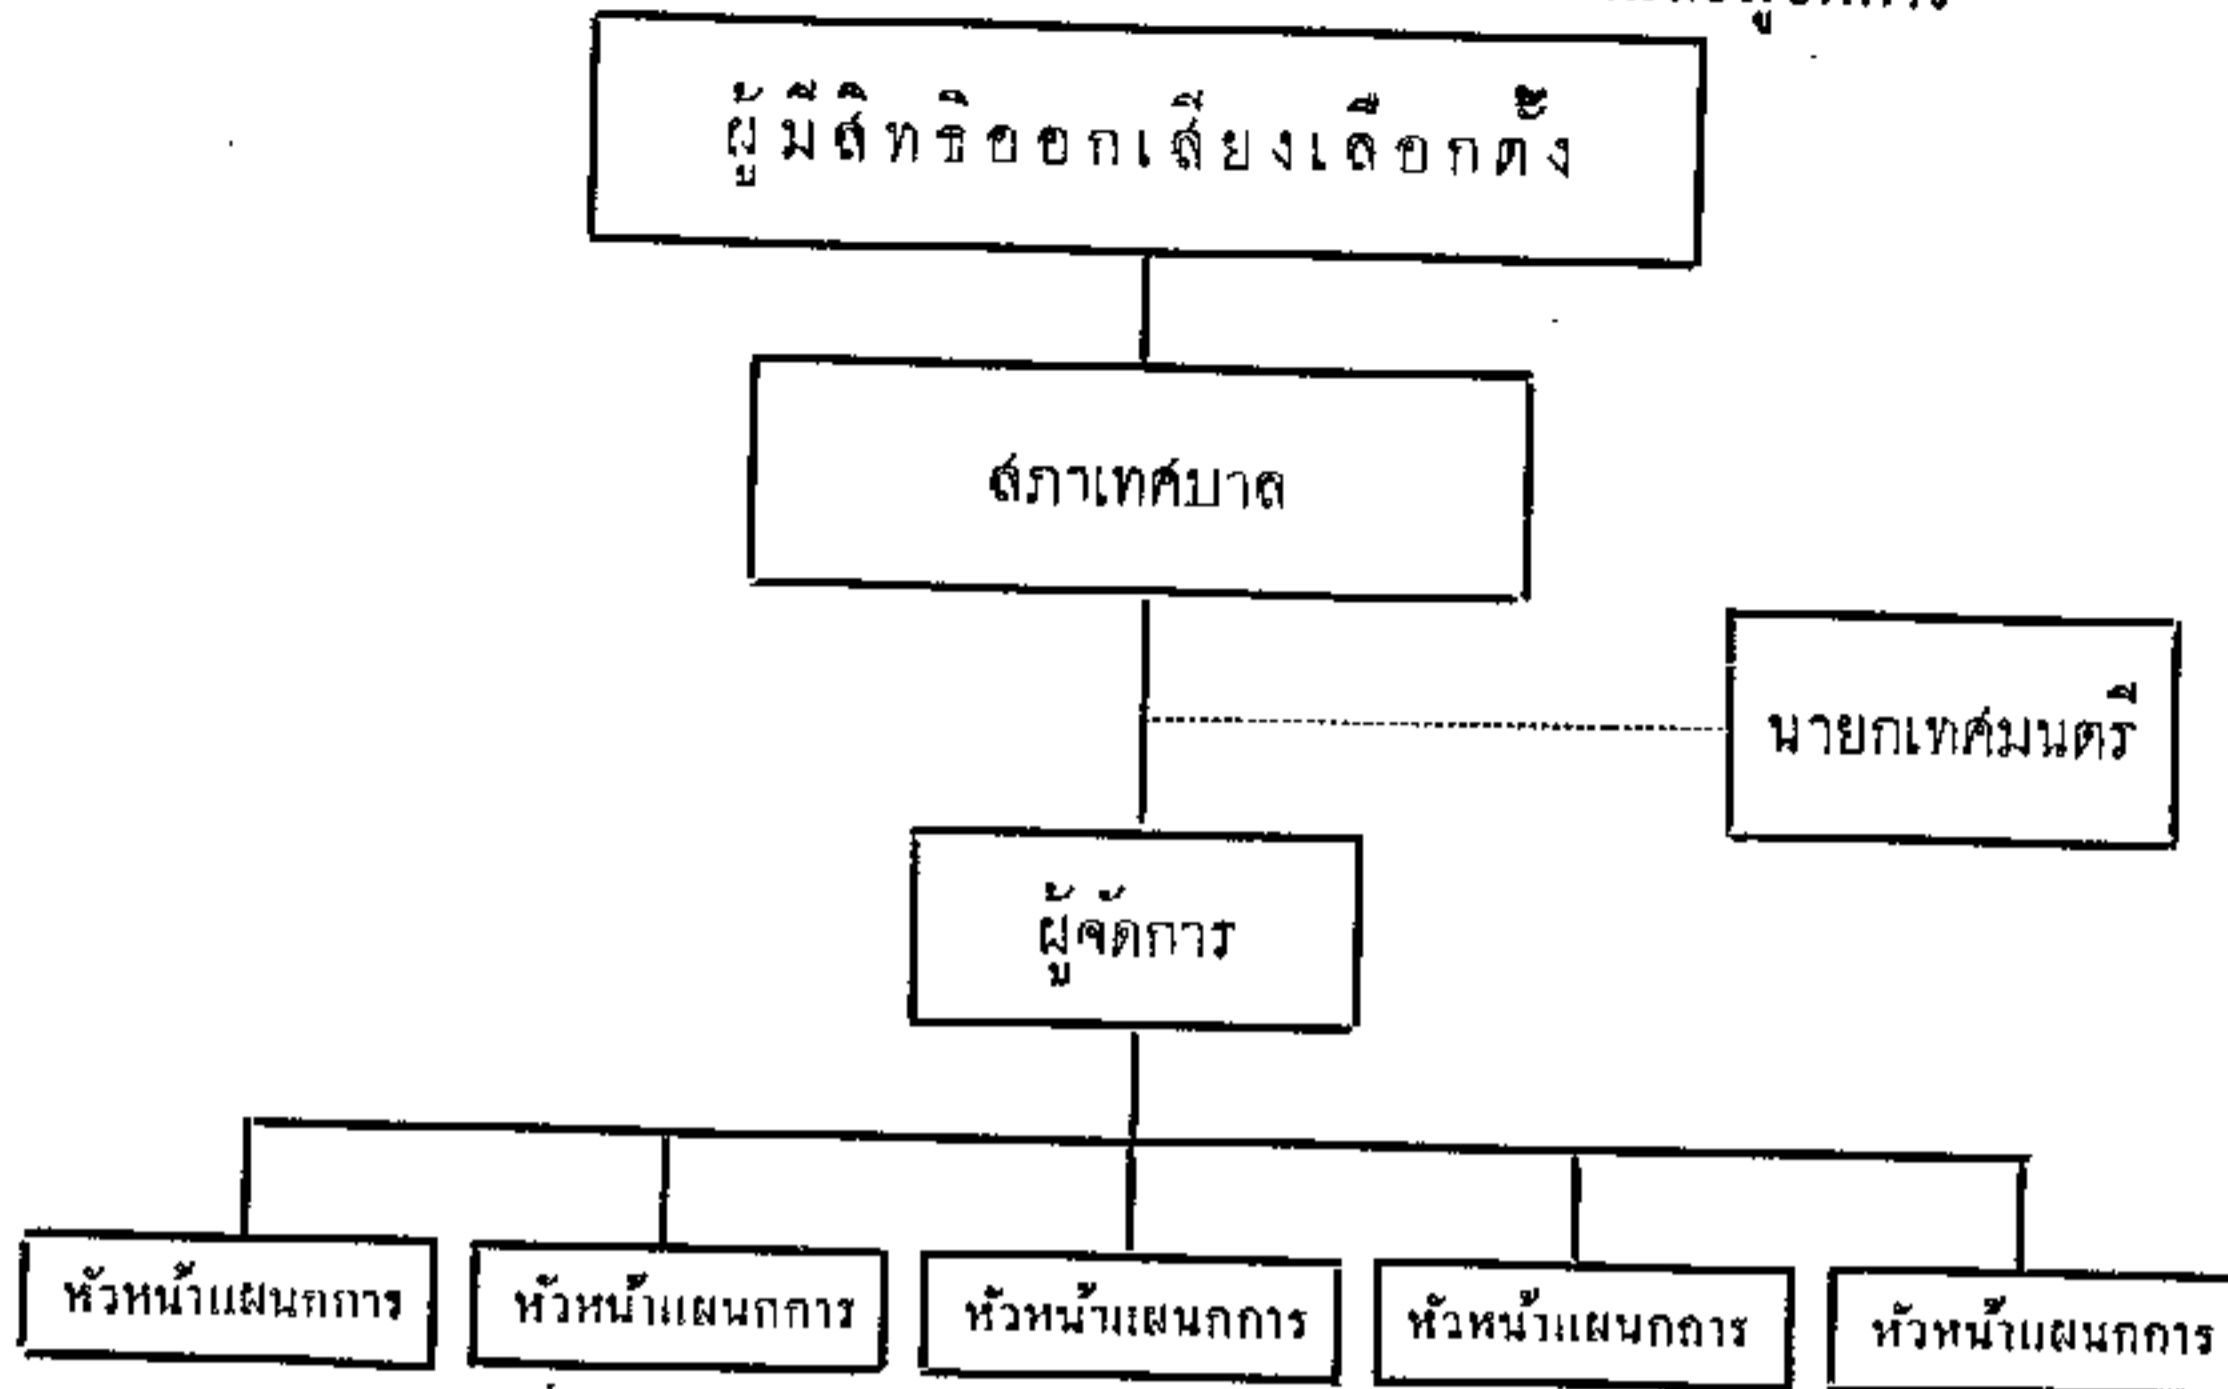 ผู้มีสิทธิออกเสียงเลือกตั้ง
สภาเทศบาล
นายกเทศมนตรี
ผู้จัดการ
หัวหน้าแผนกการ
หัวหน้าแผนกการ
หัวหน้าแผนกการ
หัวหน้าแผนกการ
หัวหน้าแผนกการ